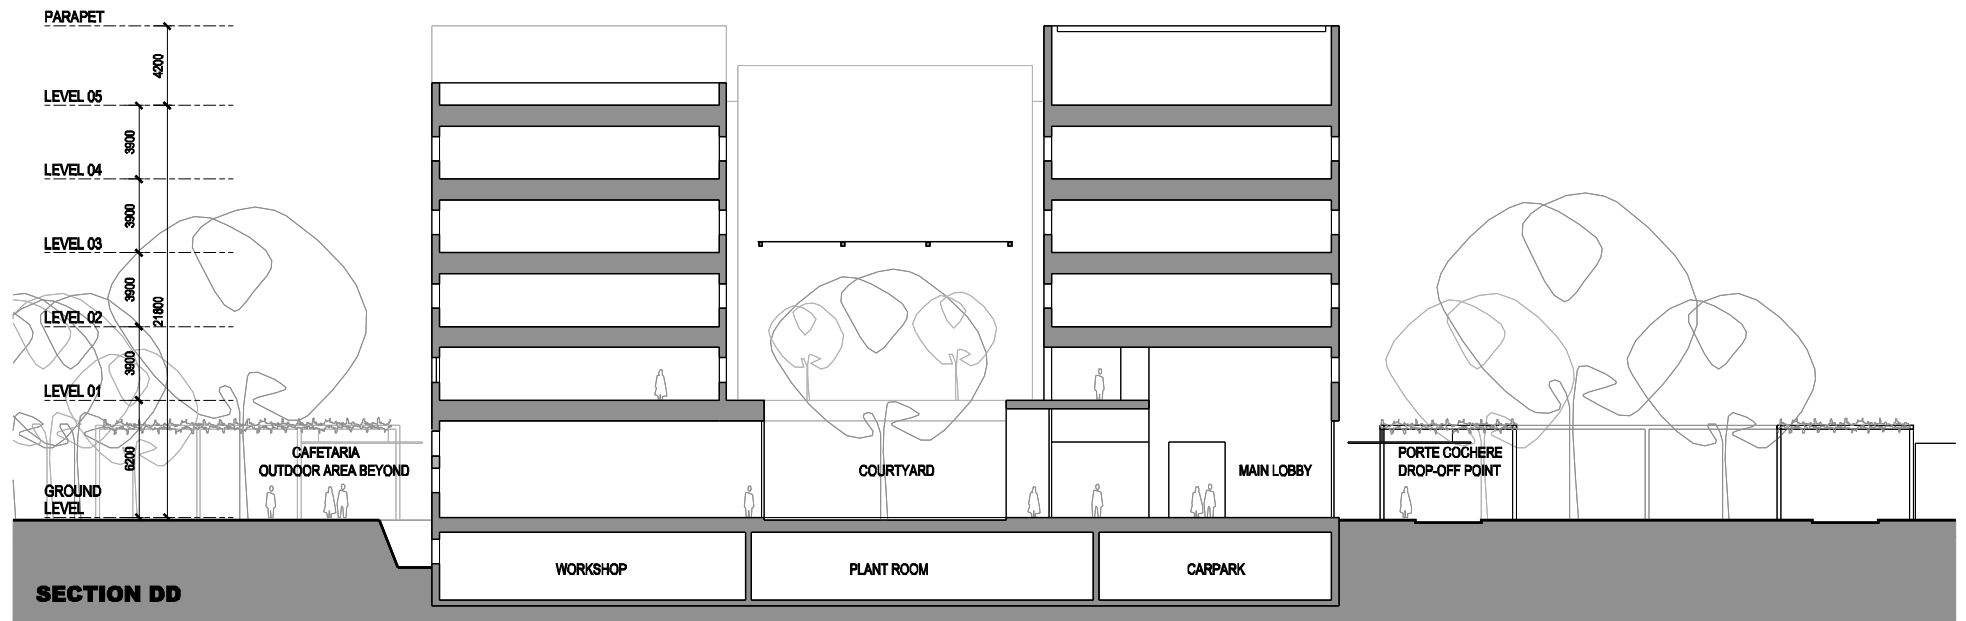 PARAPET
4200
LEVEL 05
3900
LEVEL 04
3900
LEVEL 03
3900
21800
LEVEL 02
3900
LEVEL 01
6200
GROUND
LEVEL
CAFETARIA
OUTDOOR AREA BEYOND
COURTYARD
MAIN LOBBY
PORTE COCHERE
DROP-OFF POINT
WORKSHOP
PLANT ROOM
CARPARK
SECTION DD